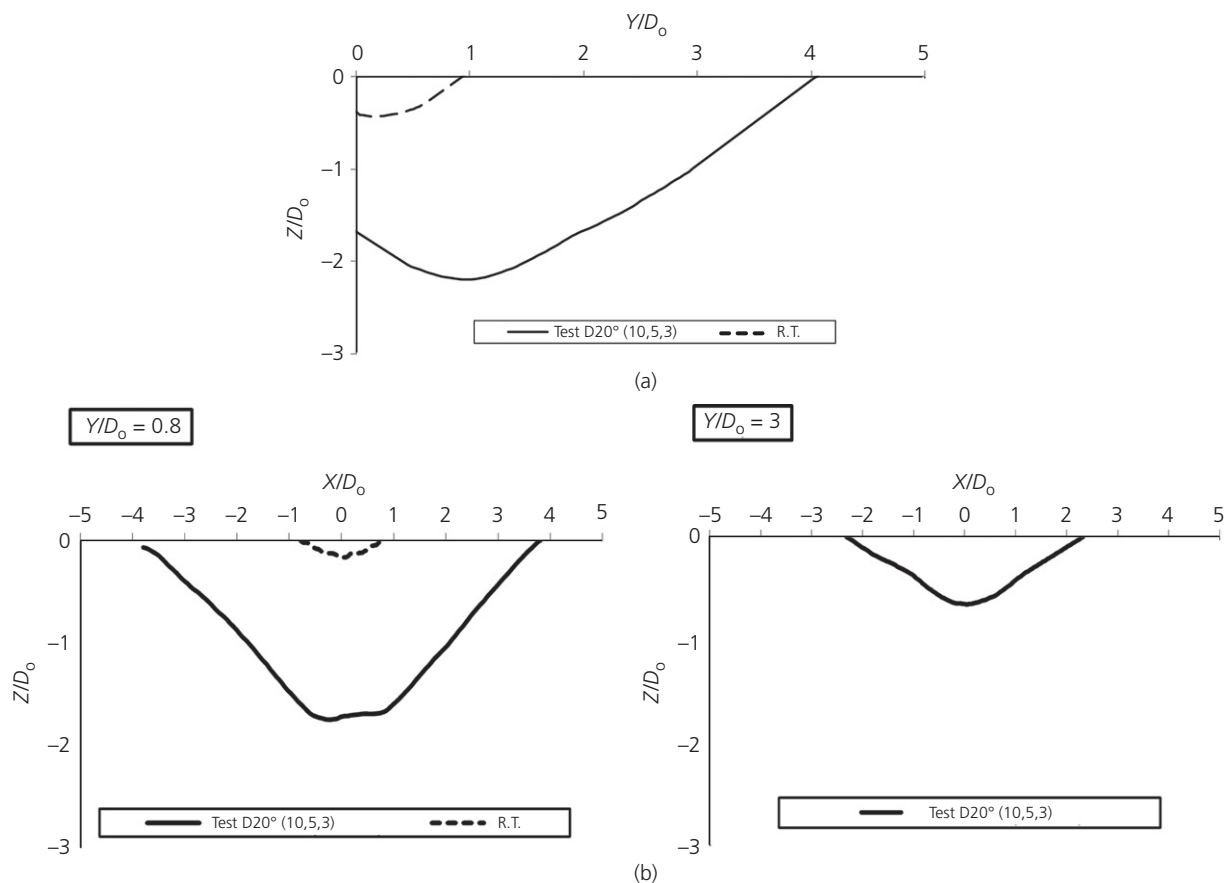 Y/Do
0 1 2 3 4 5
0
−1
−2
−3
Z/Do
Test D20° (10,5,3) R.T.
(a)
Y/Do = 0.8
X/Do
−5 −4 −3 −2 −1 0 1 2 3 4 5
0
−1
−2
−3
Z/Do
Test D20° (10,5,3) R.T.
Y/Do = 3
X/Do
−5 −4 −3 −2 −1 0 1 2 3 4 5
0
−1
−2
−3
Z/Do
Test D20° (10,5,3)
(b)